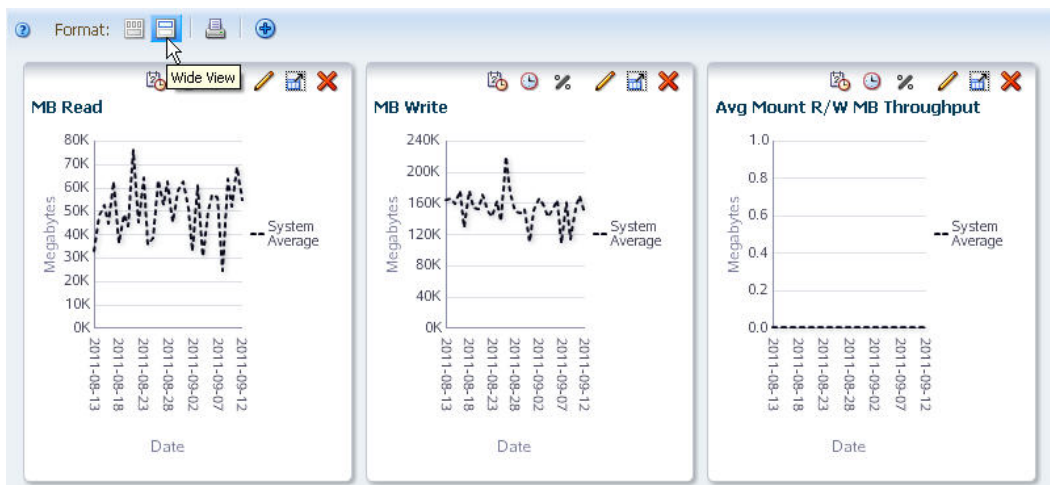 Format:
Wide View
MB Read
80K
70K
60K
50K
40K
30K
20K
10K
0K
Megabytes
2011-08-13
2011-08-18
2011-08-23
2011-08-28
2011-09-02
2011-09-07
2011-09-12
Date
System
Average
MB Write
240K
200K
160K
120K
80K
40K
0K
Megabytes
2011-08-13
2011-08-18
2011-08-23
2011-08-28
2011-09-02
2011-09-07
2011-09-12
Date
System
Average
Avg Mount R/W MB Throughput
1.0
0.8
0.6
0.4
0.2
0.0
Megabytes
2011-08-13
2011-08-18
2011-08-23
2011-08-28
2011-09-02
2011-09-07
2011-09-12
Date
System
Average